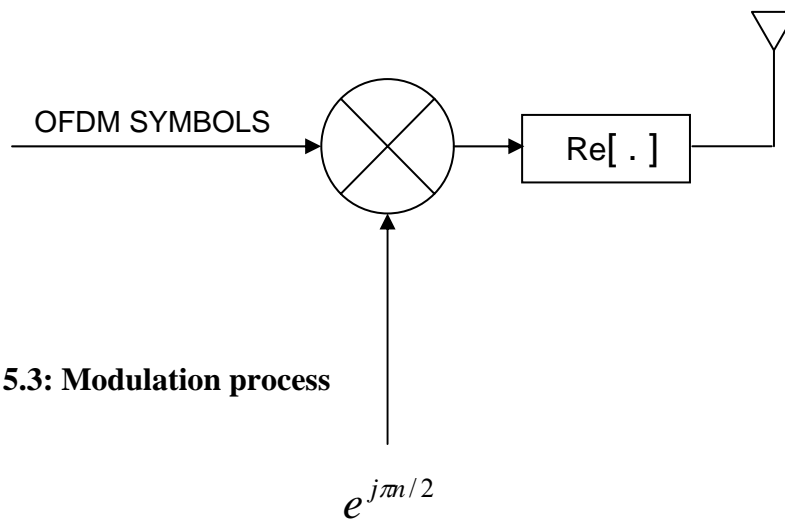 OFDM SYMBOLS
Re[ . ]
5.3: Modulation process
e^{jπn/2}